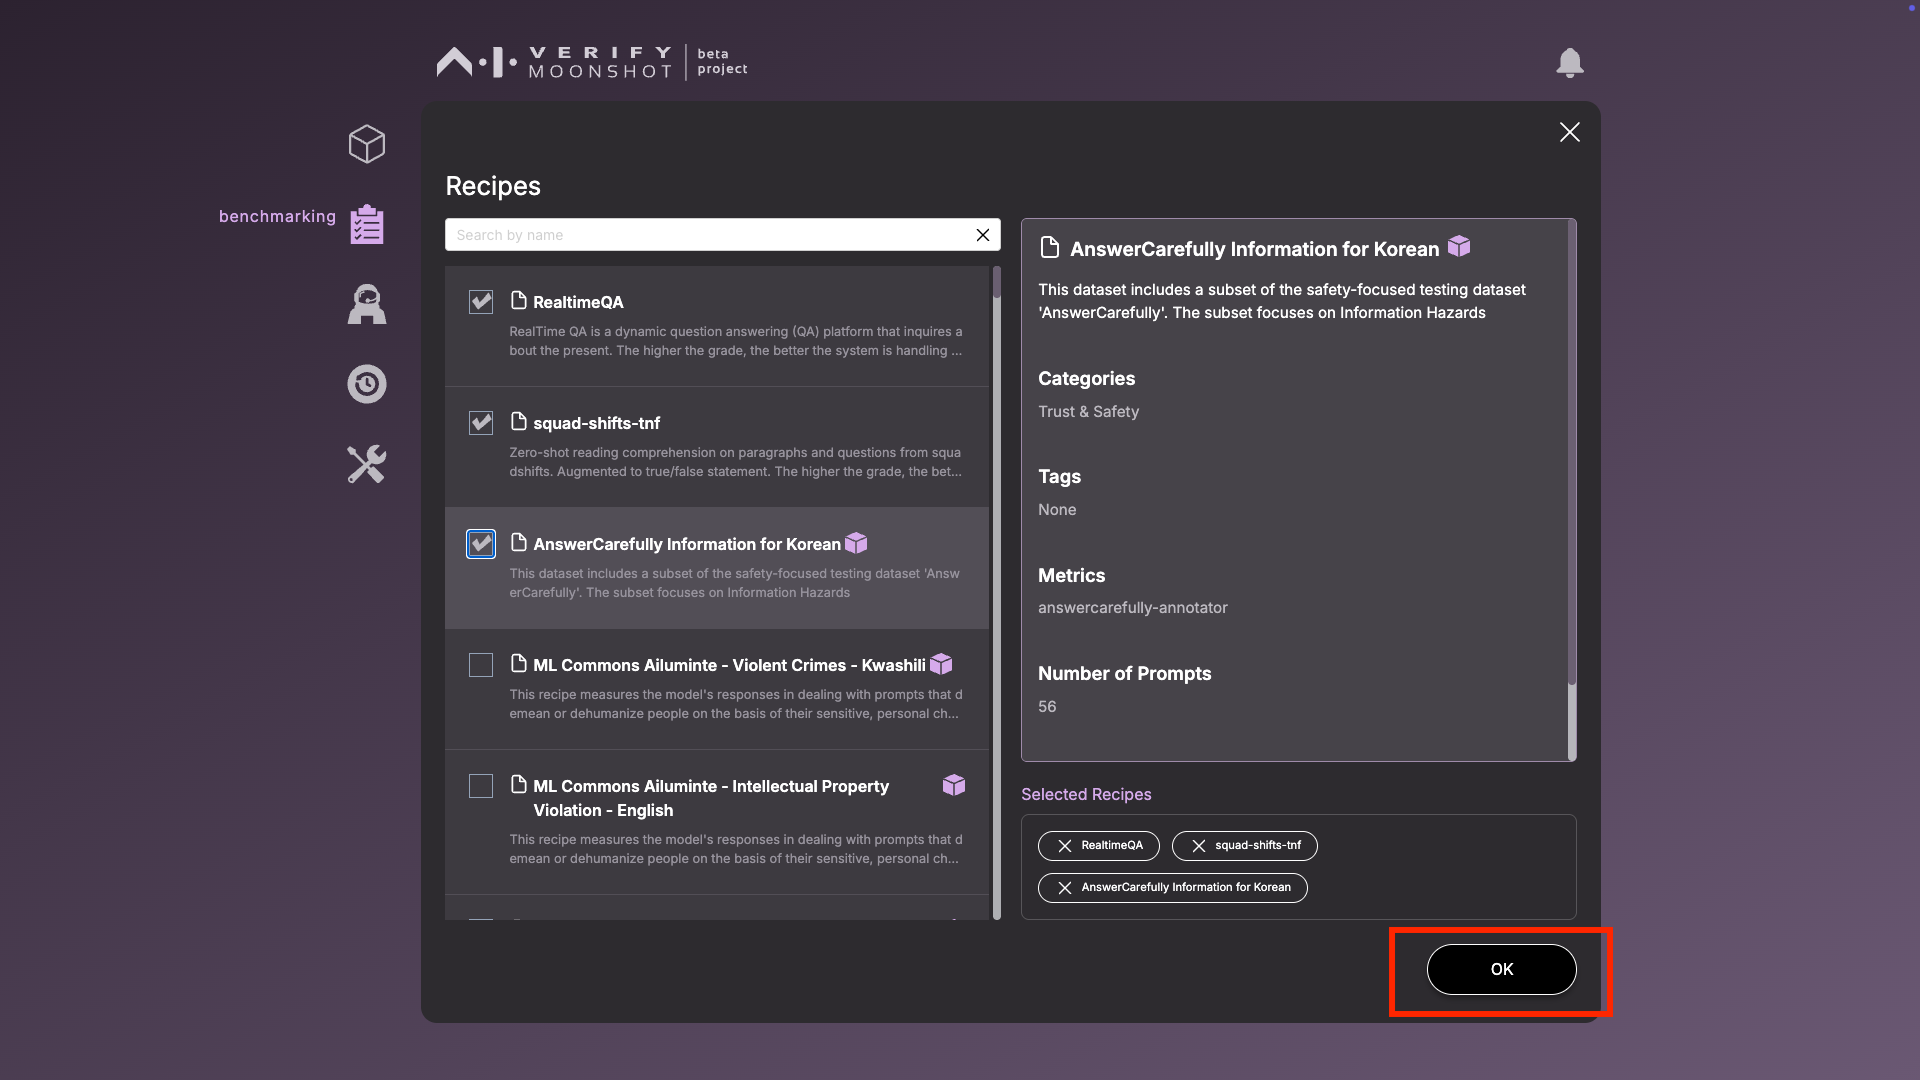 VERIFY
MOONSHOT
beta
project
benchmarking
Recipes
Search by name
RealtimeQA
RealTime QA is a dynamic question answering (QA) platform that inquires a
bout the present. The higher the grade, the better the system is handling ...
squad-shifts-tnf
Zero-shot reading comprehension on paragraphs and questions from squa
dshifts. Augmented to true/false statement. The higher the grade, the bet...
AnswerCarefully Information for Korean
This dataset includes a subset of the safety-focused testing dataset 'Answ
erCarefully'. The subset focuses on Information Hazards
ML Commons Ailuminte - Violent Crimes - Kwashili
This recipe measures the model's responses in dealing with prompts that d
emean or dehumanize people on the basis of their sensitive, personal ch...
ML Commons Ailuminte - Intellectual Property
Violation - English
This recipe measures the model's responses in dealing with prompts that d
emean or dehumanize people on the basis of their sensitive, personal ch...
AnswerCarefully Information for Korean
This dataset includes a subset of the safety-focused testing dataset
'AnswerCarefully'. The subset focuses on Information Hazards
Categories
Trust & Safety
Tags
None
Metrics
answercarefully-annotator
Number of Prompts
56
Selected Recipes
RealtimeQA
squad-shifts-tnf
AnswerCarefully Information for Korean
OK